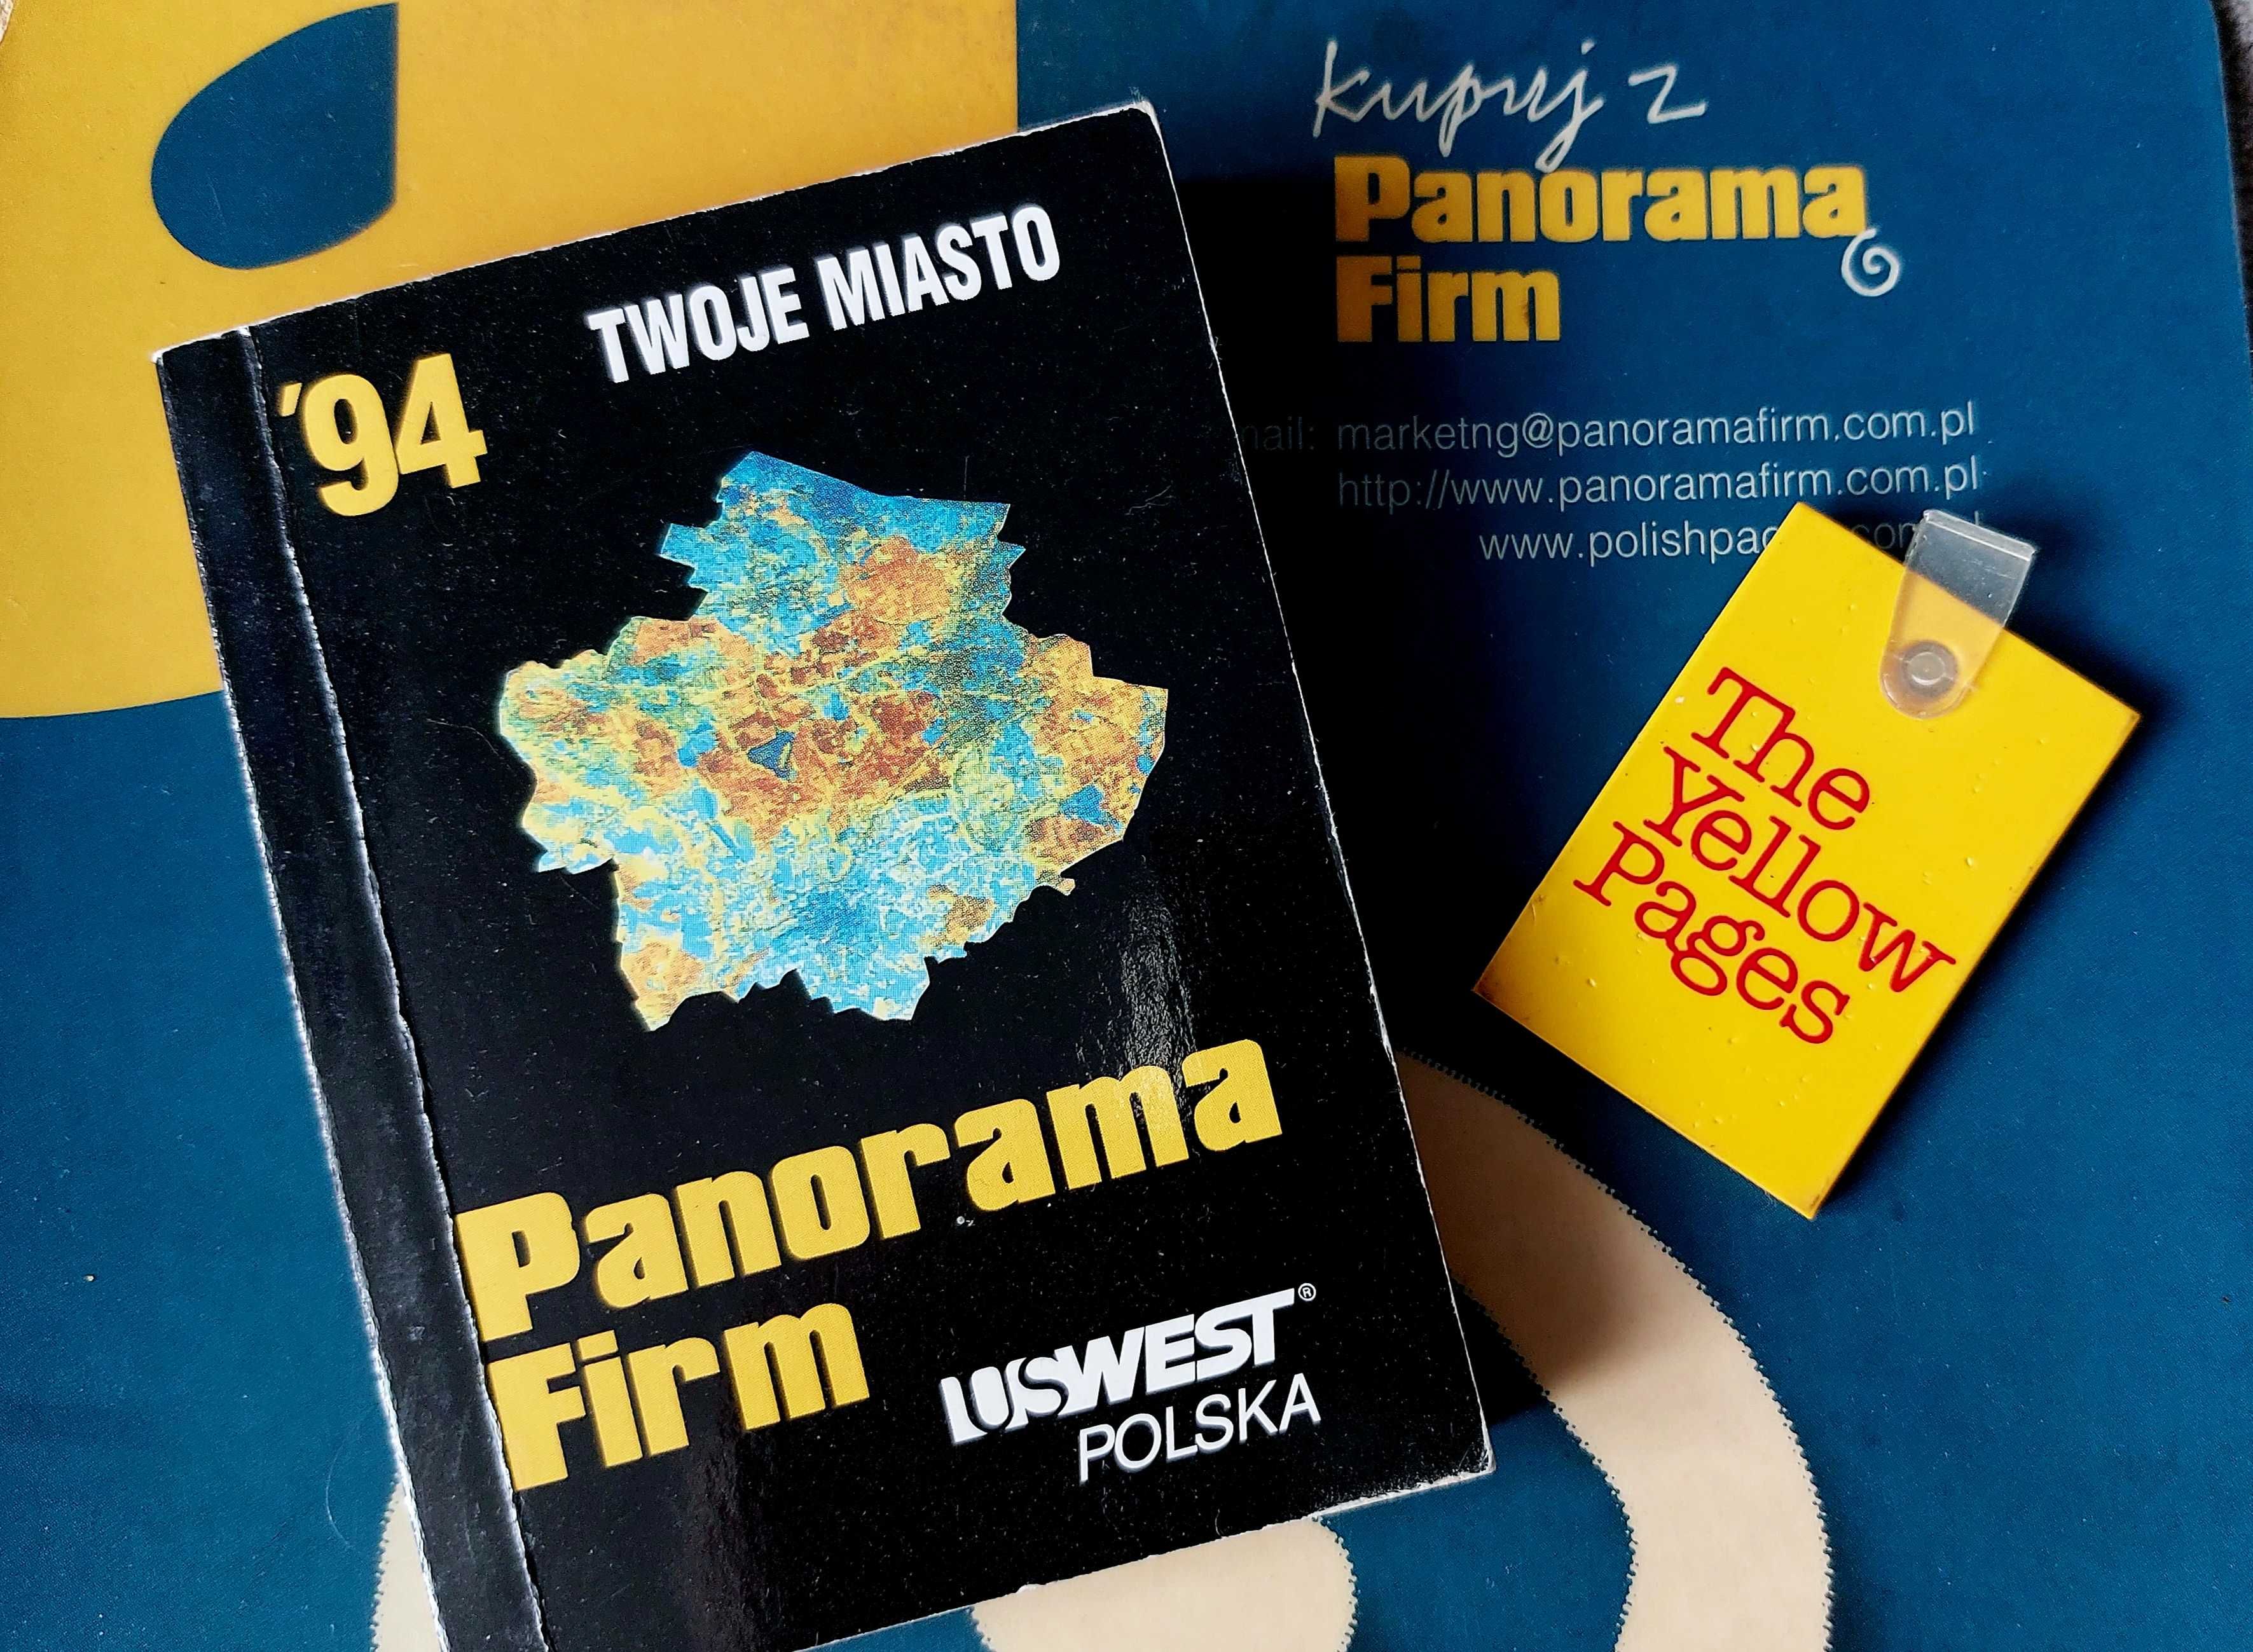 TWOJE MIASTO
'94
Panorama
Firm
USWEST®
POLSKA
kupuj z
Panorama
Firm
marketng@panoramafirm.com.pl
http://www.panoramafirm.com.pl
The
Yellow
Pages